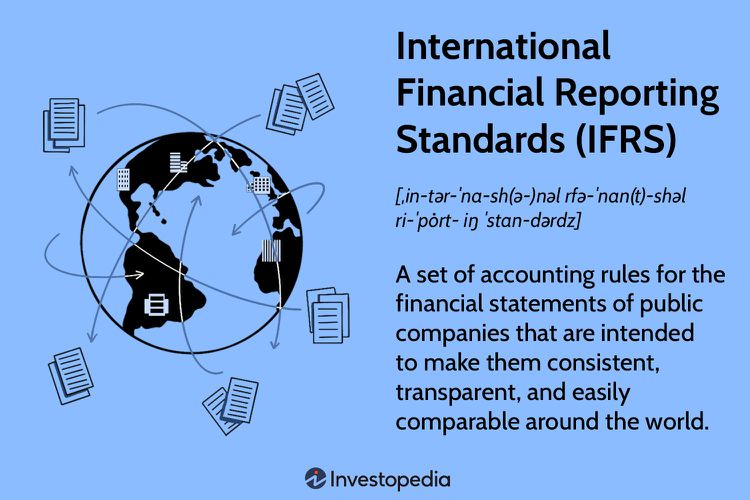 International
Financial Reporting
Standards (IFRS)
[ˌin-tər-ˈna-sh(ə-)nəl rfə-ˈnan(t)-shəl
ri-ˈpȯrt- iŋ ˈstan-dərdz]
A set of accounting rules for the
financial statements of public
companies that are intended
to make them consistent,
transparent, and easily
comparable around the world.
Investopedia